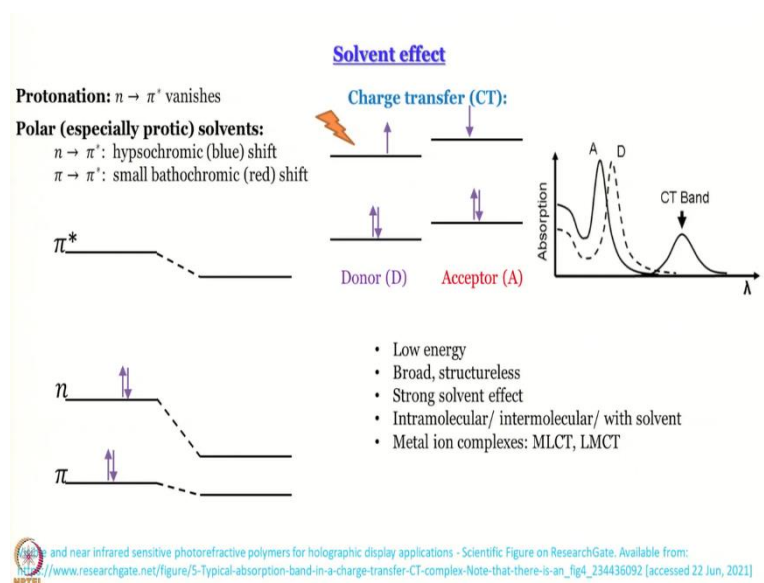 Solvent effect
Protonation: n → π* vanishes
Polar (especially protic) solvents:
n → π*: hypsochromic (blue) shift
π → π*: small bathochromic (red) shift
Charge transfer (CT):
π*
n
π
Donor (D)
Acceptor (A)
A D
CT Band
Absorption
λ
• Low energy
• Broad, structureless
• Strong solvent effect
• Intramolecular/ intermolecular/ with solvent
• Metal ion complexes: MLCT, LMCT
and near infrared sensitive photorefractive polymers for holographic display applications - Scientific Figure on ResearchGate. Available from:
://www.researchgate.net/figure/5-Typical-absorption-band-in-a-charge-transfer-CT-complex-Note-that-there-is-an_fig4_234436092 [accessed 22 Jun, 2021]
NPTEL